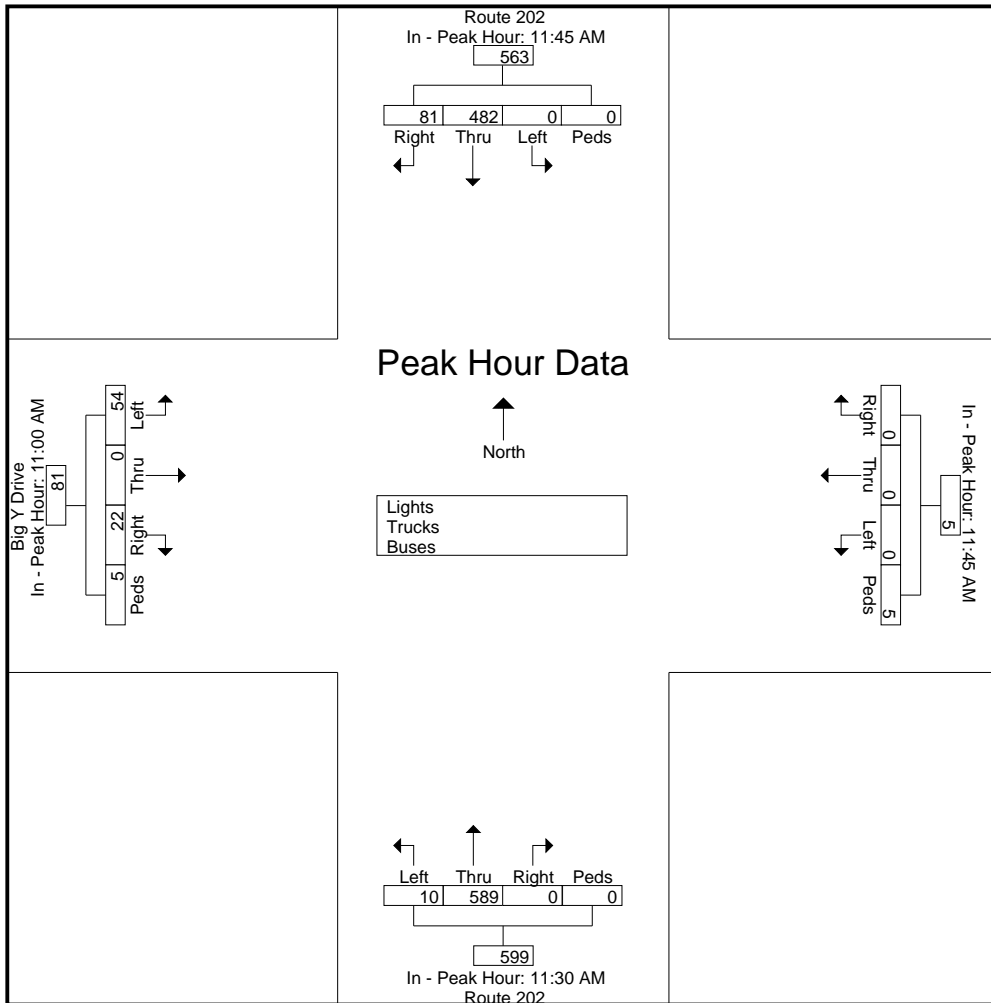 Route 202
In - Peak Hour: 11:45 AM
563
81 482 0 0
Right Thru Left Peds
Peak Hour Data
North
Lights
Trucks
Buses
Big Y Drive
In - Peak Hour: 11:00 AM
81
54 0 22 5
Left Thru Right Peds
Right Thru Left Peds
0 0 0 5
5
In - Peak Hour: 11:45 AM
Left Thru Right Peds
10 589 0 0
599
In - Peak Hour: 11:30 AM
Route 202